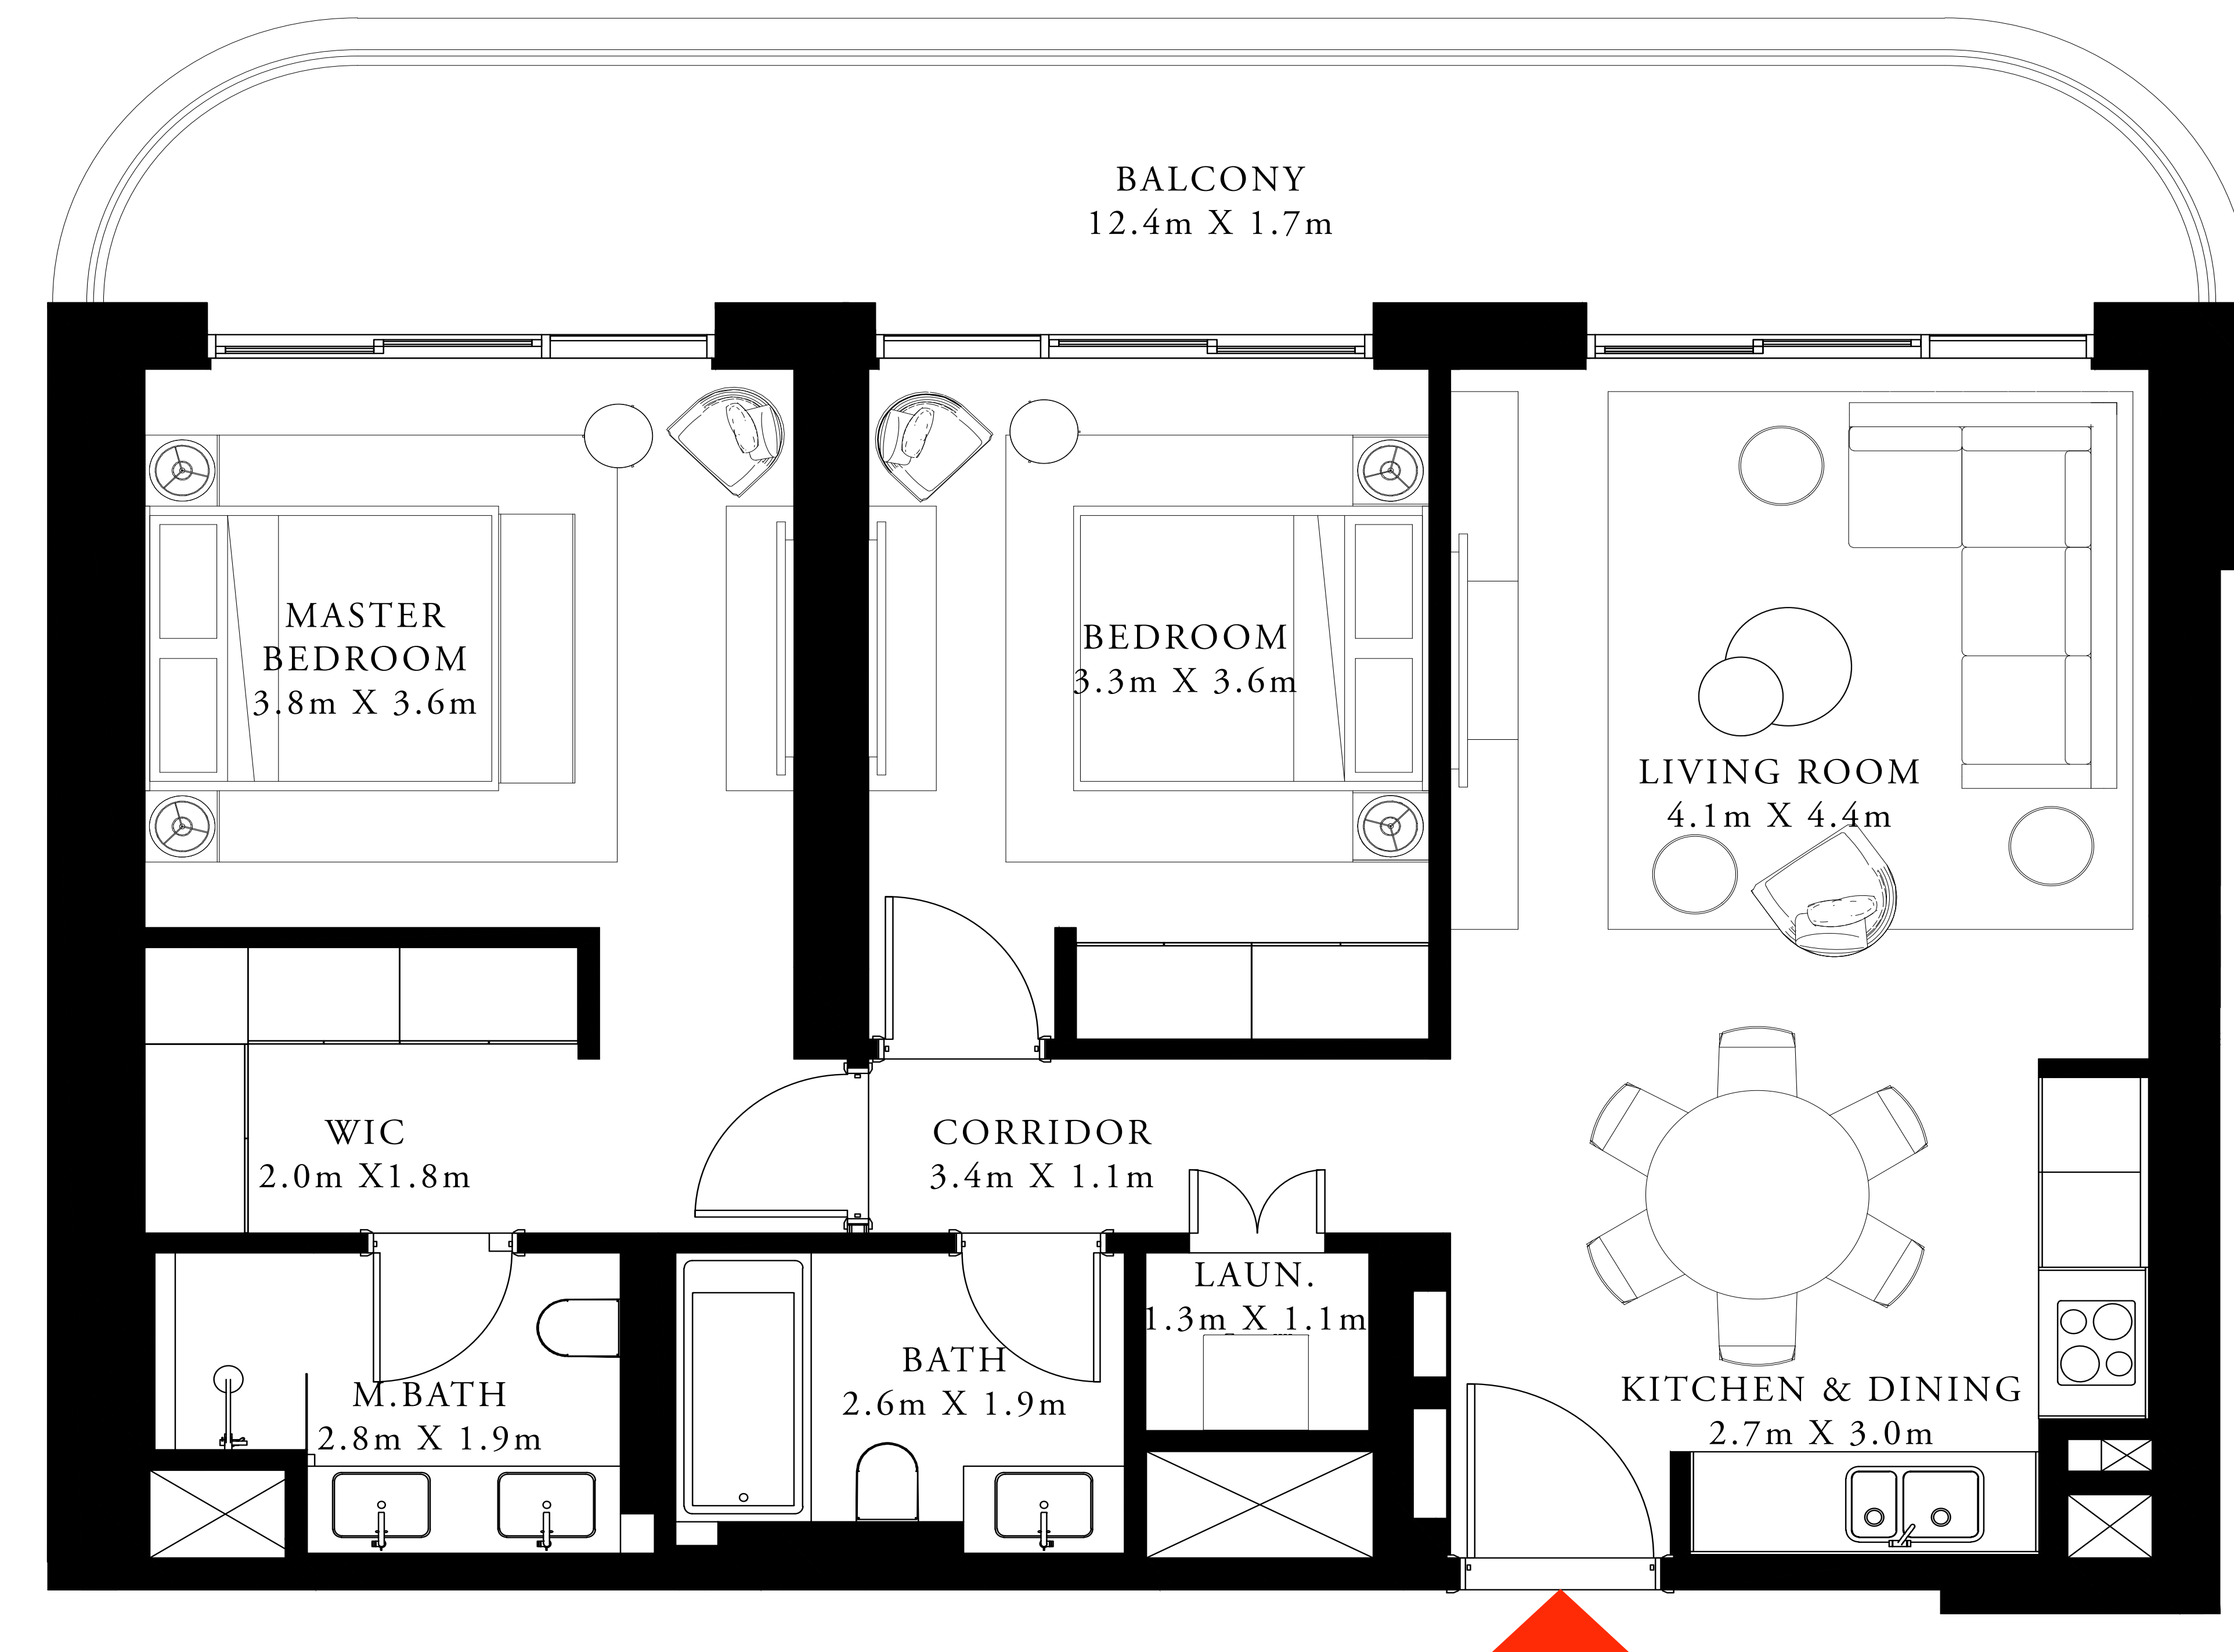 BALCONY
12.4m X 1.7m
MASTER
BEDROOM
3.8m X 3.6m
BEDROOM
3.3m X 3.6m
LIVING ROOM
4.1m X 4.4m
WIC
2.0m X1.8m
CORRIDOR
3.4m X 1.1m
LAUN.
1.3m X 1.1m
BATH
2.6m X 1.9m
M.BATH
2.8m X 1.9m
KITCHEN & DINING
2.7m X 3.0m